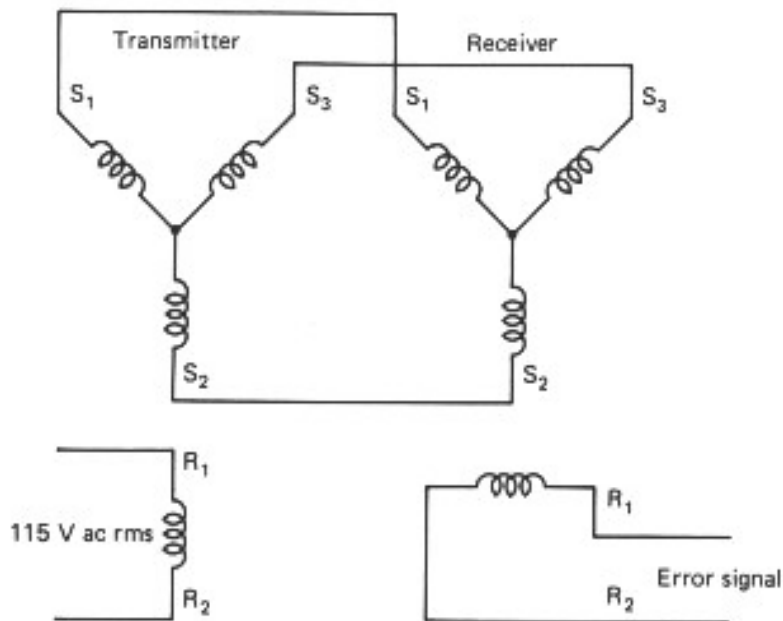 Transmitter
Receiver
S1
S3
S1
S3
S2
S2
R1
115 V ac rms
R2
R1
Error signal
R2